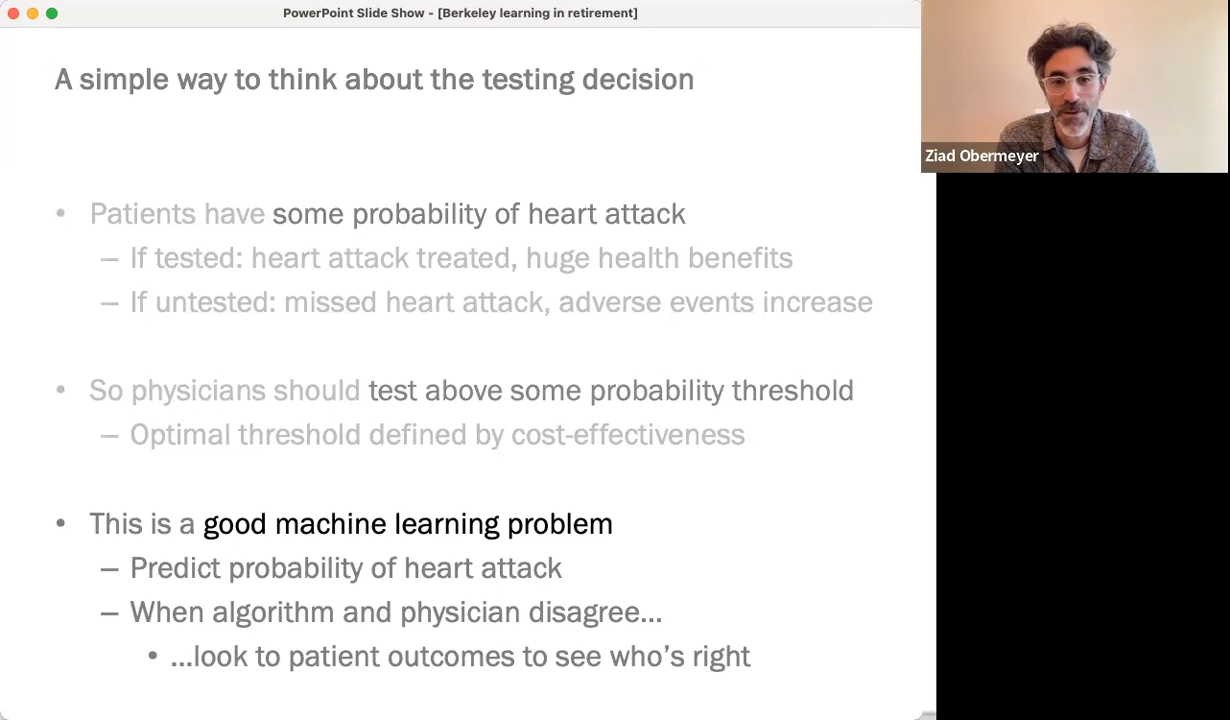 PowerPoint Slide Show - [Berkeley learning in retirement]
A simple way to think about the testing decision
Ziad Obermeyer
• Patients have some probability of heart attack
– If tested: heart attack treated, huge health benefits
– If untested: missed heart attack, adverse events increase
• So physicians should test above some probability threshold
– Optimal threshold defined by cost-effectiveness
• This is a good machine learning problem
– Predict probability of heart attack
– When algorithm and physician disagree…
• …look to patient outcomes to see who’s right